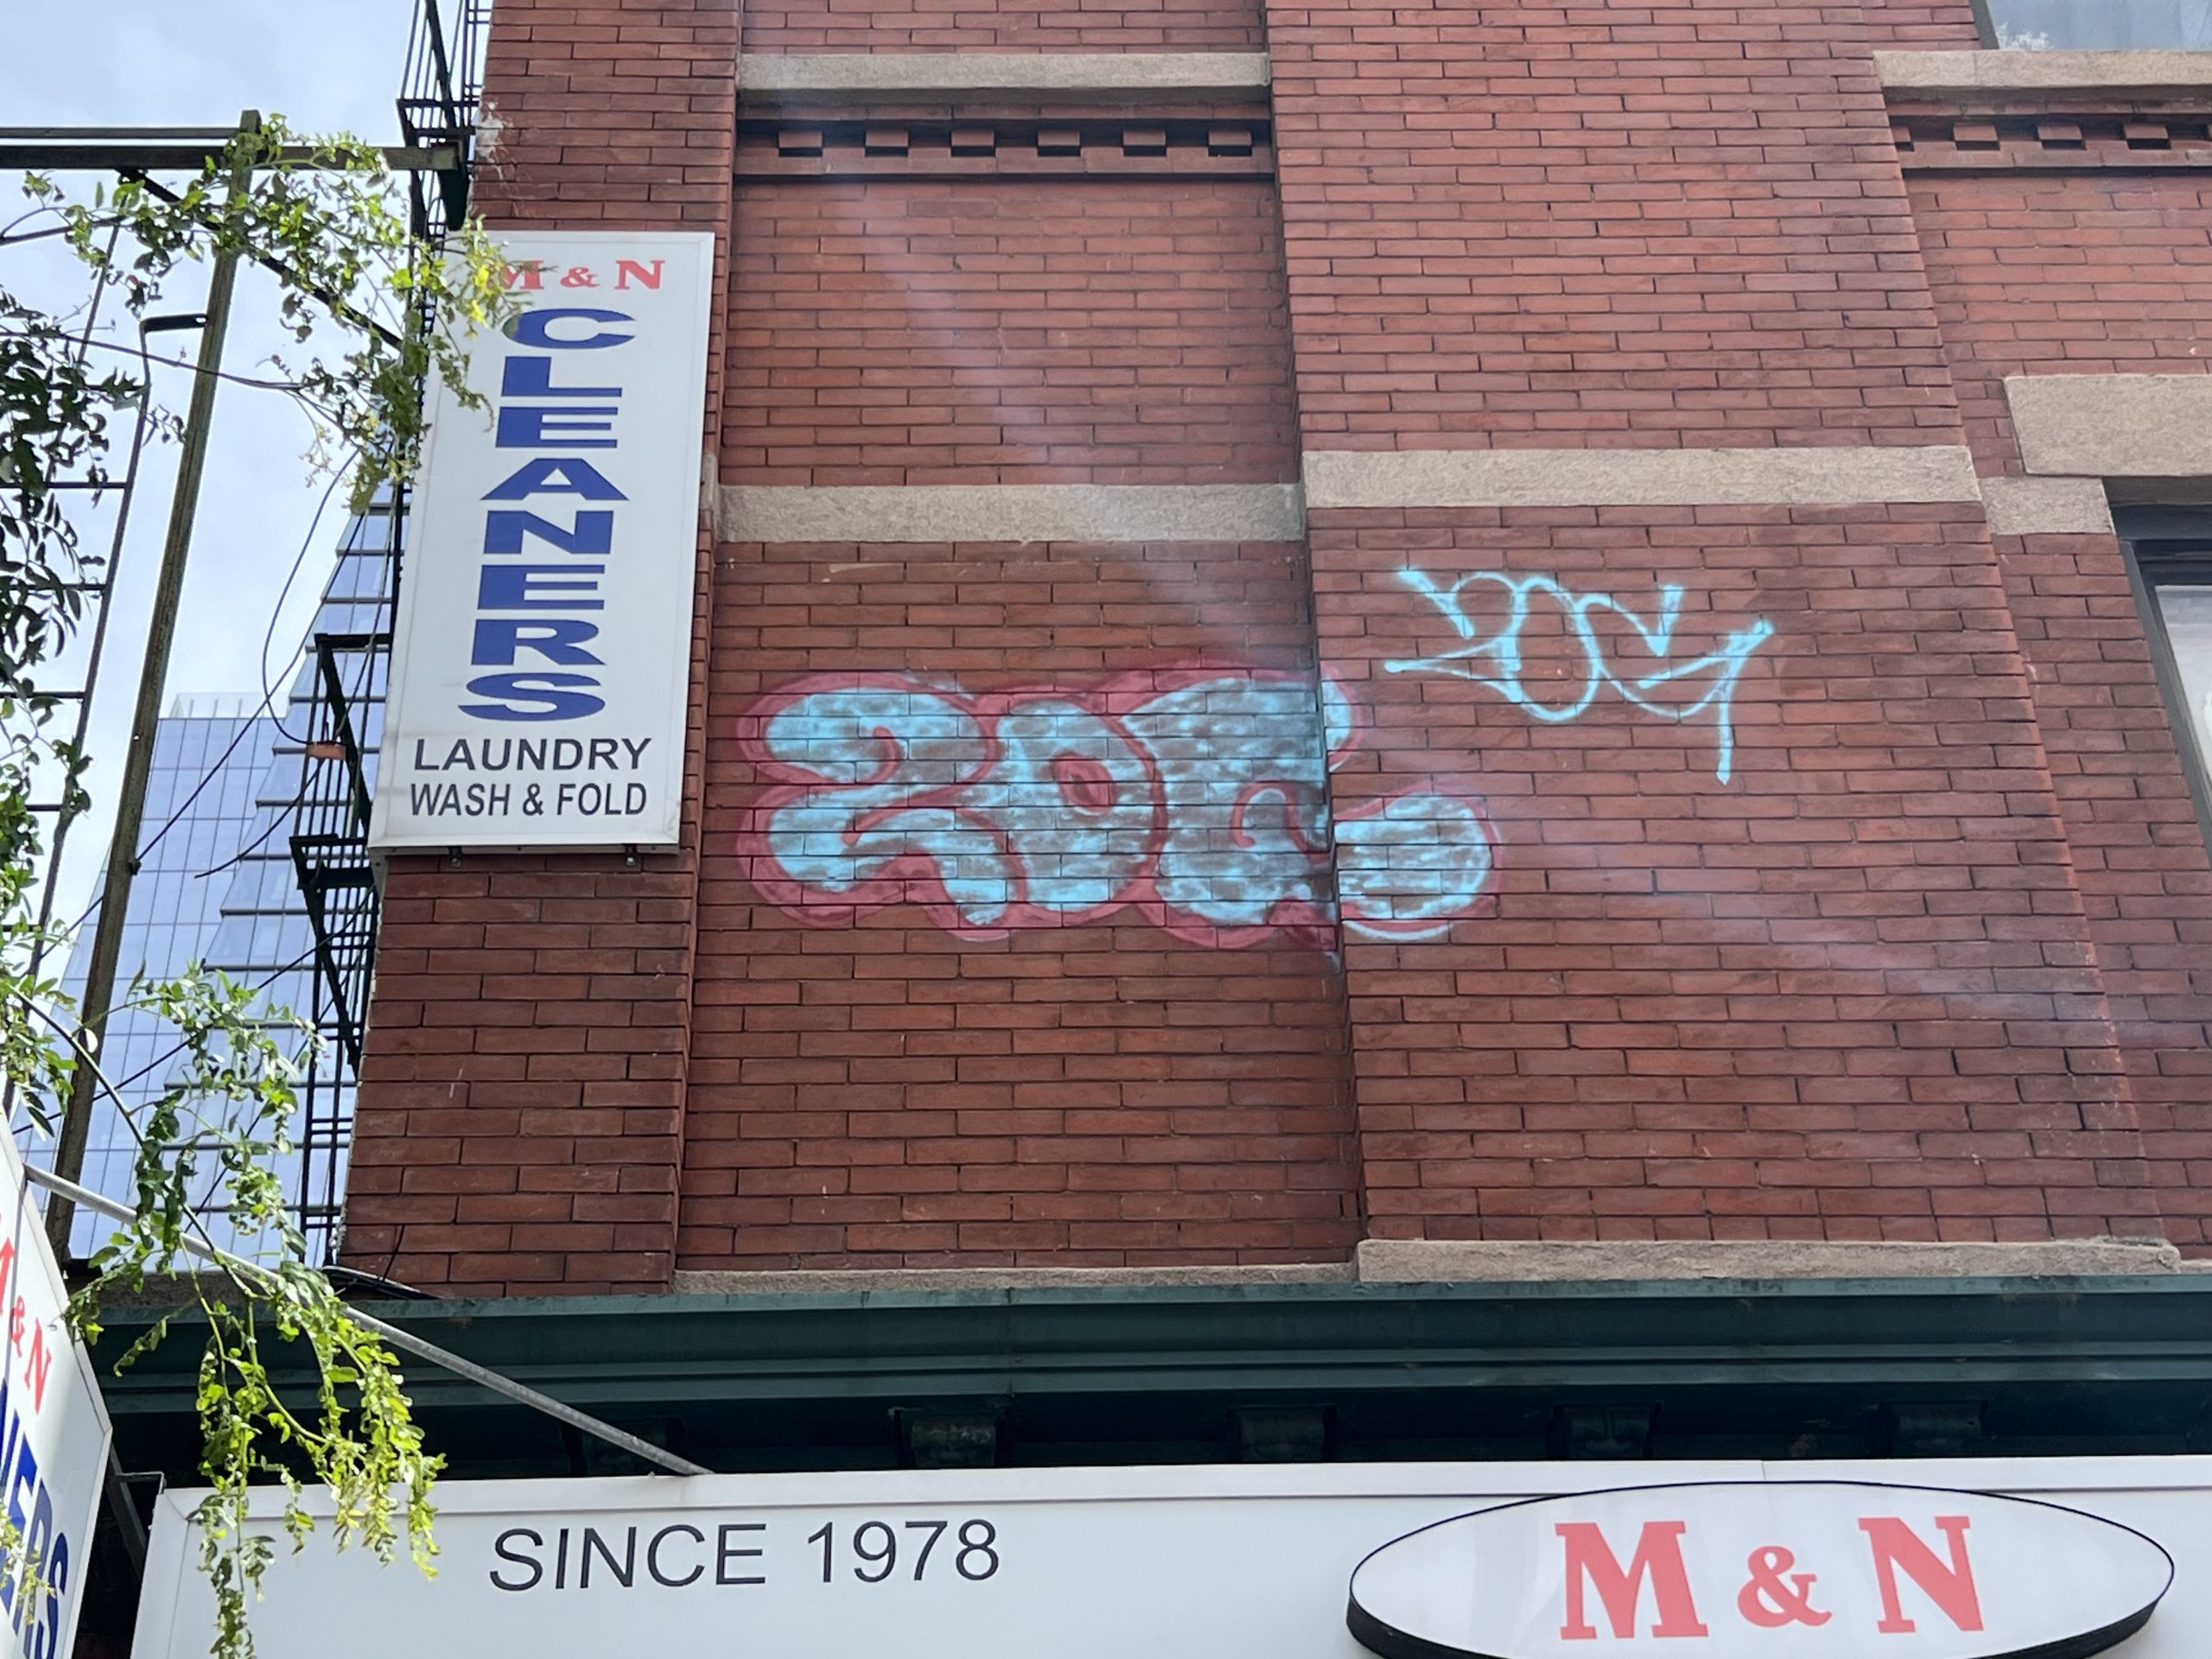 M & N
CLEANERS
LAUNDRY
WASH & FOLD
SINCE 1978
M & N
& N